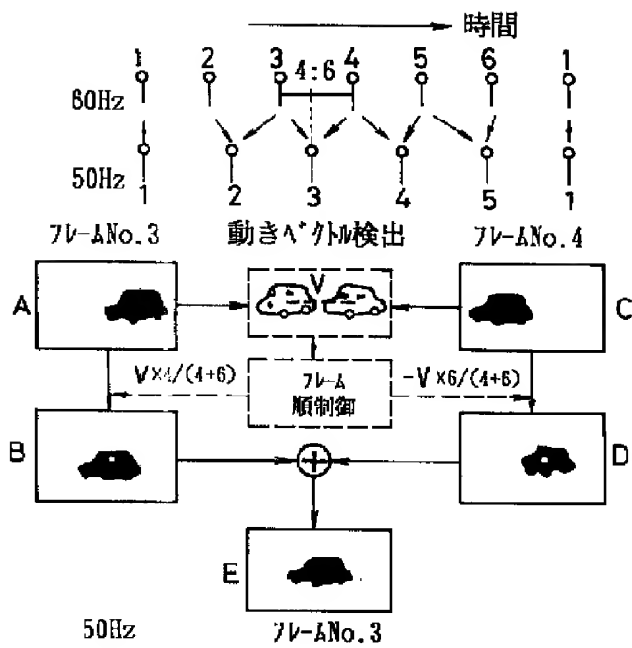 時間
1 2 3 4 5 6 1
4:6
60Hz
50Hz
1 2 3 4 5 1
フレームNo.3 動きベクトル検出 フレームNo.4
A V C
V×4/(4+6) フレーム -V×6/(4+6)
順制御
B D
E
50Hz フレームNo.3